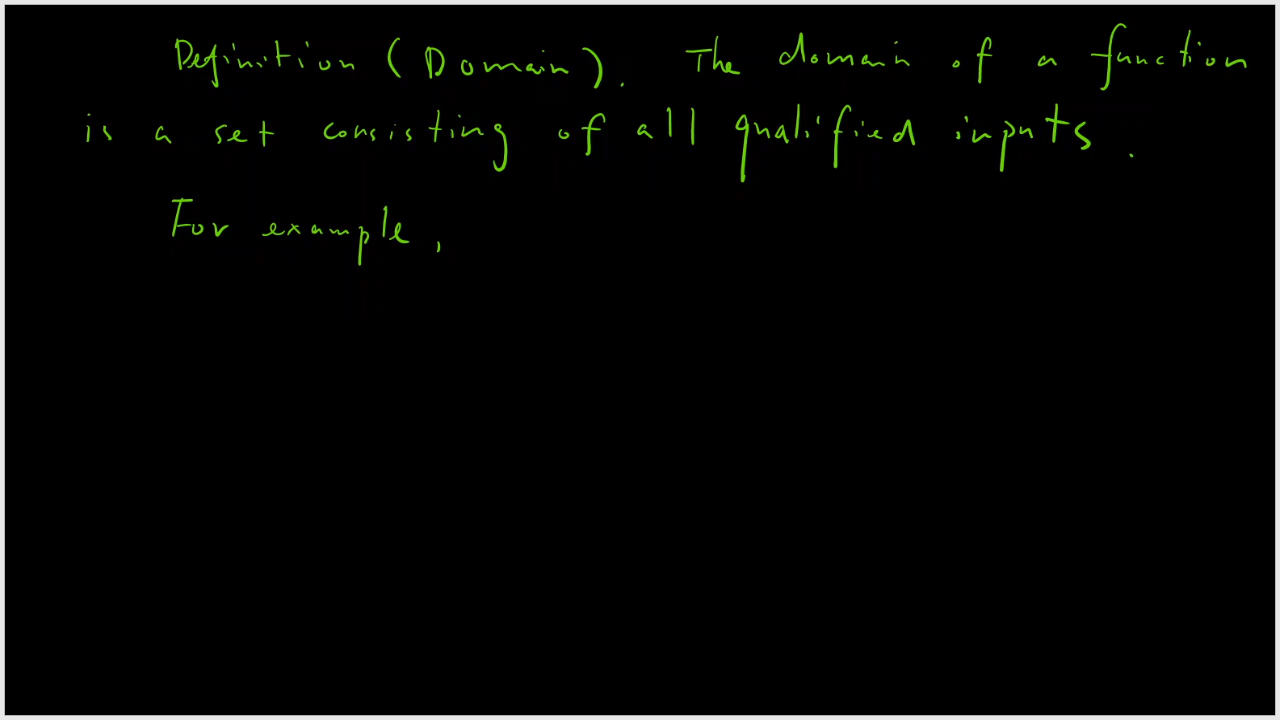 Definition (Domain). The domain of a function
is a set consisting of all qualified inputs.
For example,